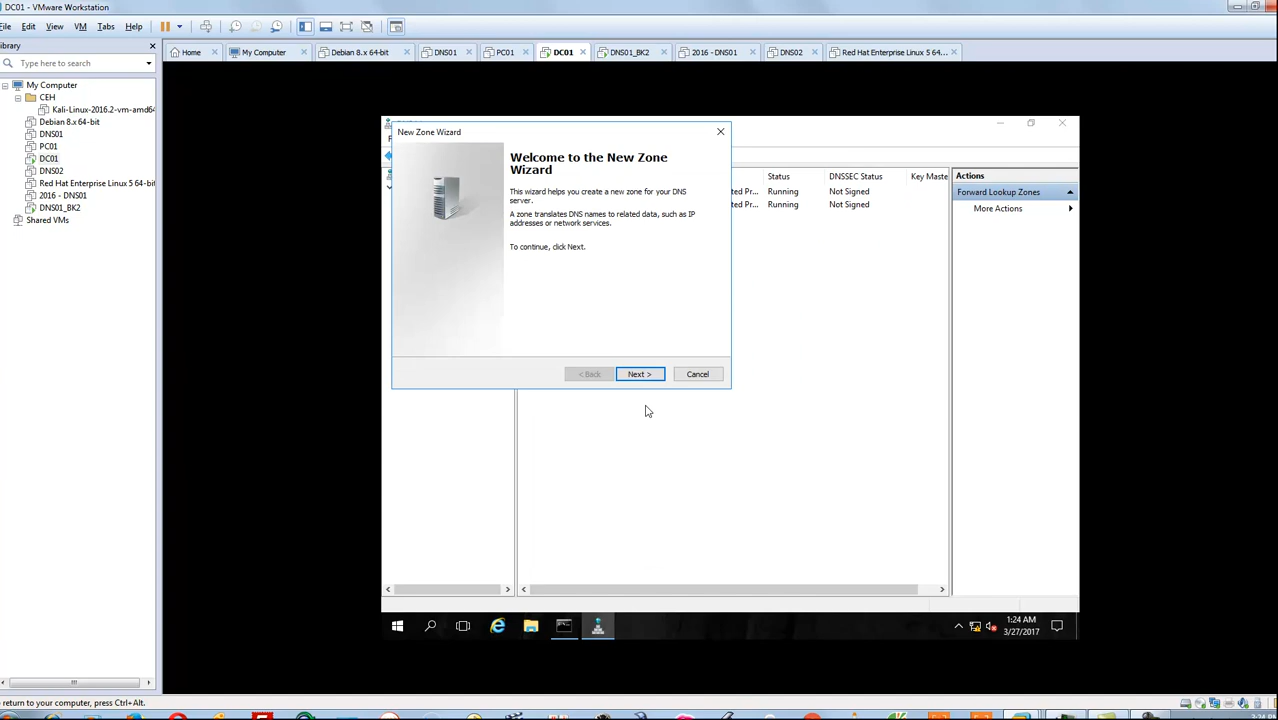 DC01 - VMware Workstation
File Edit View VM Tabs Help
Library
Type here to search
Home My Computer Debian 8.x 64-bit DNS01 PC01 DC01 DNS01_BK2 2016 - DNS01 DNS02 Red Hat Enterprise Linux 5 64...
My Computer
CEH
Kali-Linux-2016.2-vm-amd64
Debian 8.x 64-bit
DNS01
PC01
DC01
DNS02
Red Hat Enterprise Linux 5 64-bit
2016 - DNS01
DNS01_BK2
Shared VMs
New Zone Wizard
Welcome to the New Zone
Wizard
This wizard helps you create a new zone for your DNS
server.
A zone translates DNS names to related data, such as IP
addresses or network services.
To continue, click Next.
< Back Next > Cancel
Status DNSSEC Status Key Maste
ted Pr... Running Not Signed
ted Pr... Running Not Signed
Actions
Forward Lookup Zones
More Actions
1:24 AM
3/27/2017
return to your computer, press Ctrl+Alt.